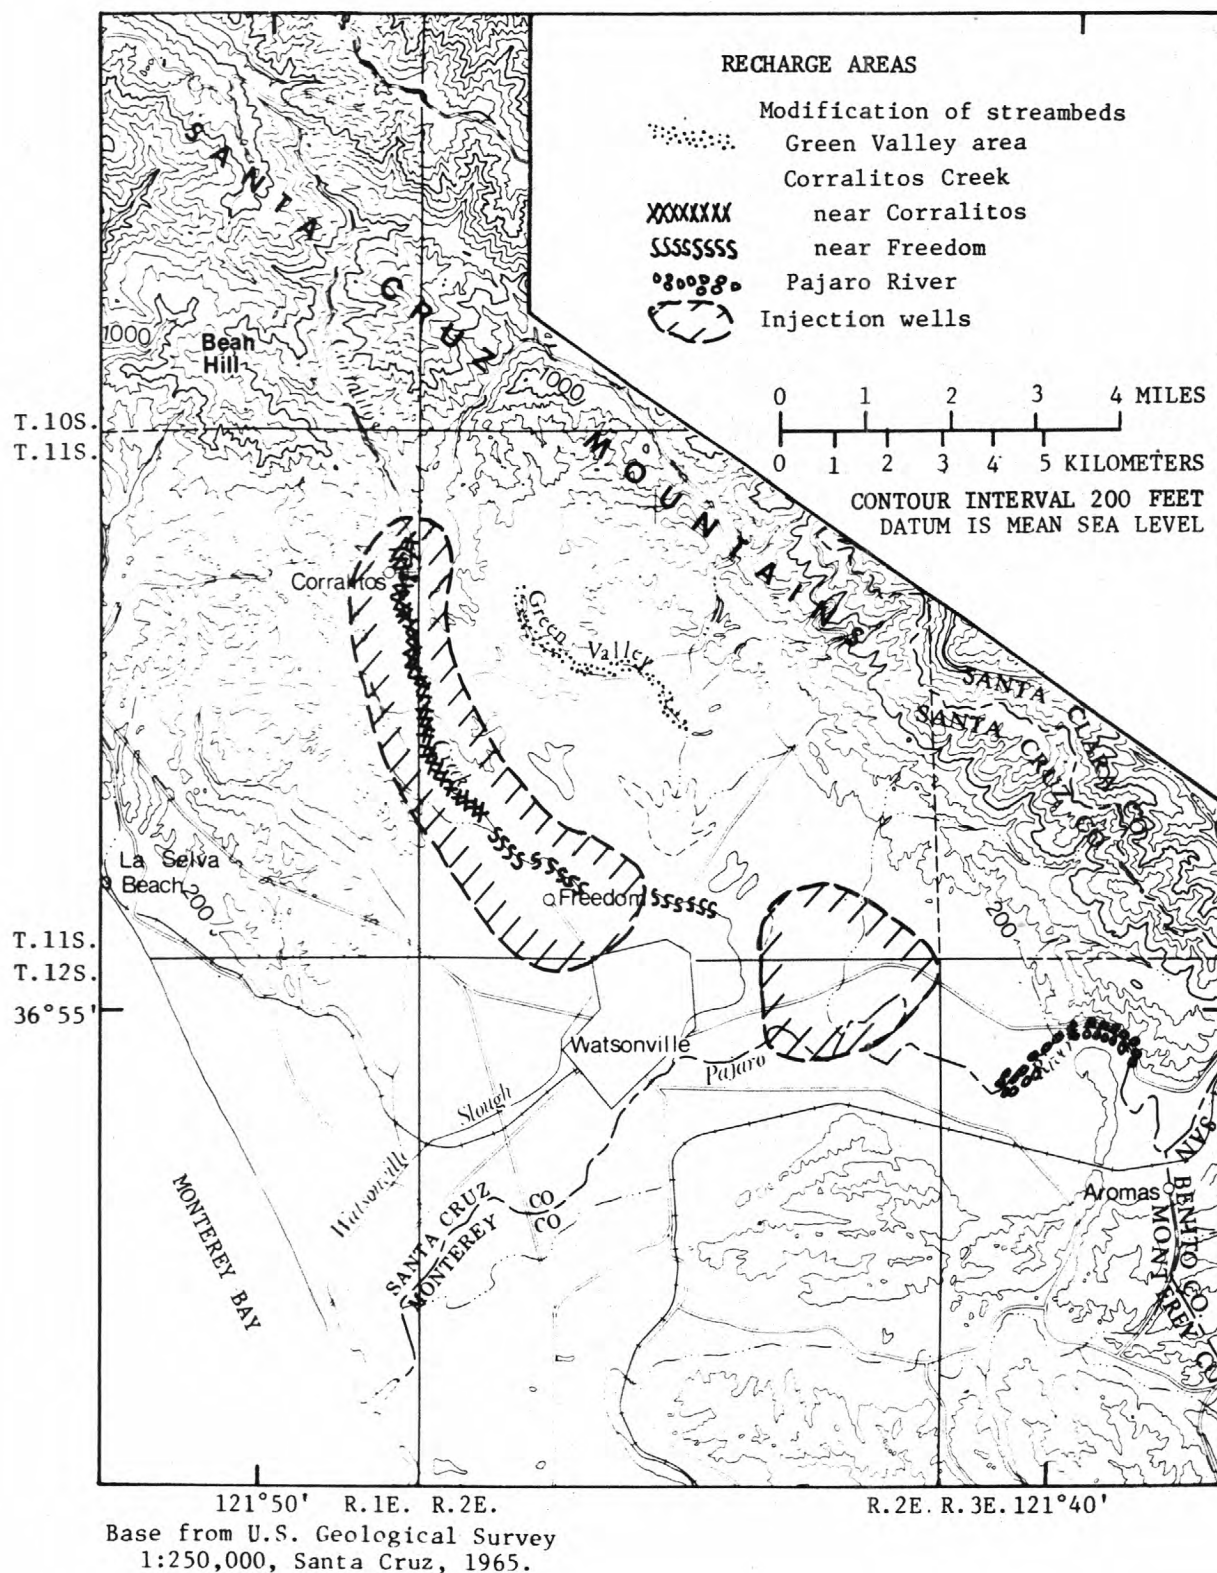 RECHARGE AREAS
Modification of streambeds
Green Valley area
Corralitos Creek
near Corralitos
near Freedom
Pajaro River
Injection wells
0 1 2 3 4 MILES
0 1 2 3 4 5 KILOMETERS
CONTOUR INTERVAL 200 FEET
DATUM IS MEAN SEA LEVEL
SANTA CRUZ MOUNTAINS
1000
Bean
Hill
1000
T.10S.
T.11S.
Corralitos
Green Valley
SANTA CLARA CO
SANTA CRUZ CO
La Selva
Beach
200
Freedom
200
T.11S.
T.12S.
36°55'
Watsonville
Pajaro
River
Watsonville Slough
SANTA CRUZ CO
MONTEREY CO
MONTEREY BAY
Aromas
SAN BENITO CO.
MONTEREY CO
121°50' R.1E. R.2E. R.2E. R.3E. 121°40'
Base from U.S. Geological Survey
1:250,000, Santa Cruz, 1965.